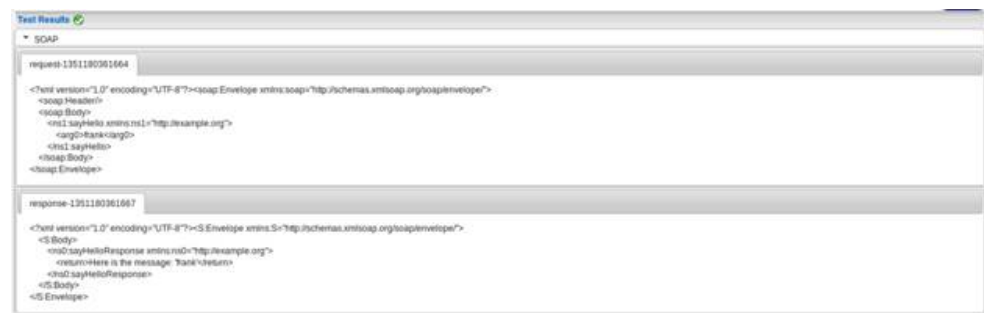 Test Results
SOAP
request-1351180361664
<?xml version="1.0" encoding="UTF-8"?><soap:Envelope xmlns:soap="http://schemas.xmlsoap.org/soap/envelope/">
<soap:Header/>
<soap:Body>
<ns1:sayHello xmlns:ns1="http://example.org">
<arg0>frank</arg0>
</ns1:sayHello>
</soap:Body>
</soap:Envelope>
response-1351180361667
<?xml version="1.0" encoding="UTF-8"?><S:Envelope xmlns:S="http://schemas.xmlsoap.org/soap/envelope/">
<S:Body>
<ns0:sayHelloResponse xmlns:ns0="http://example.org">
<return>Here is the message: 'frank'</return>
</ns0:sayHelloResponse>
</S:Body>
</S:Envelope>